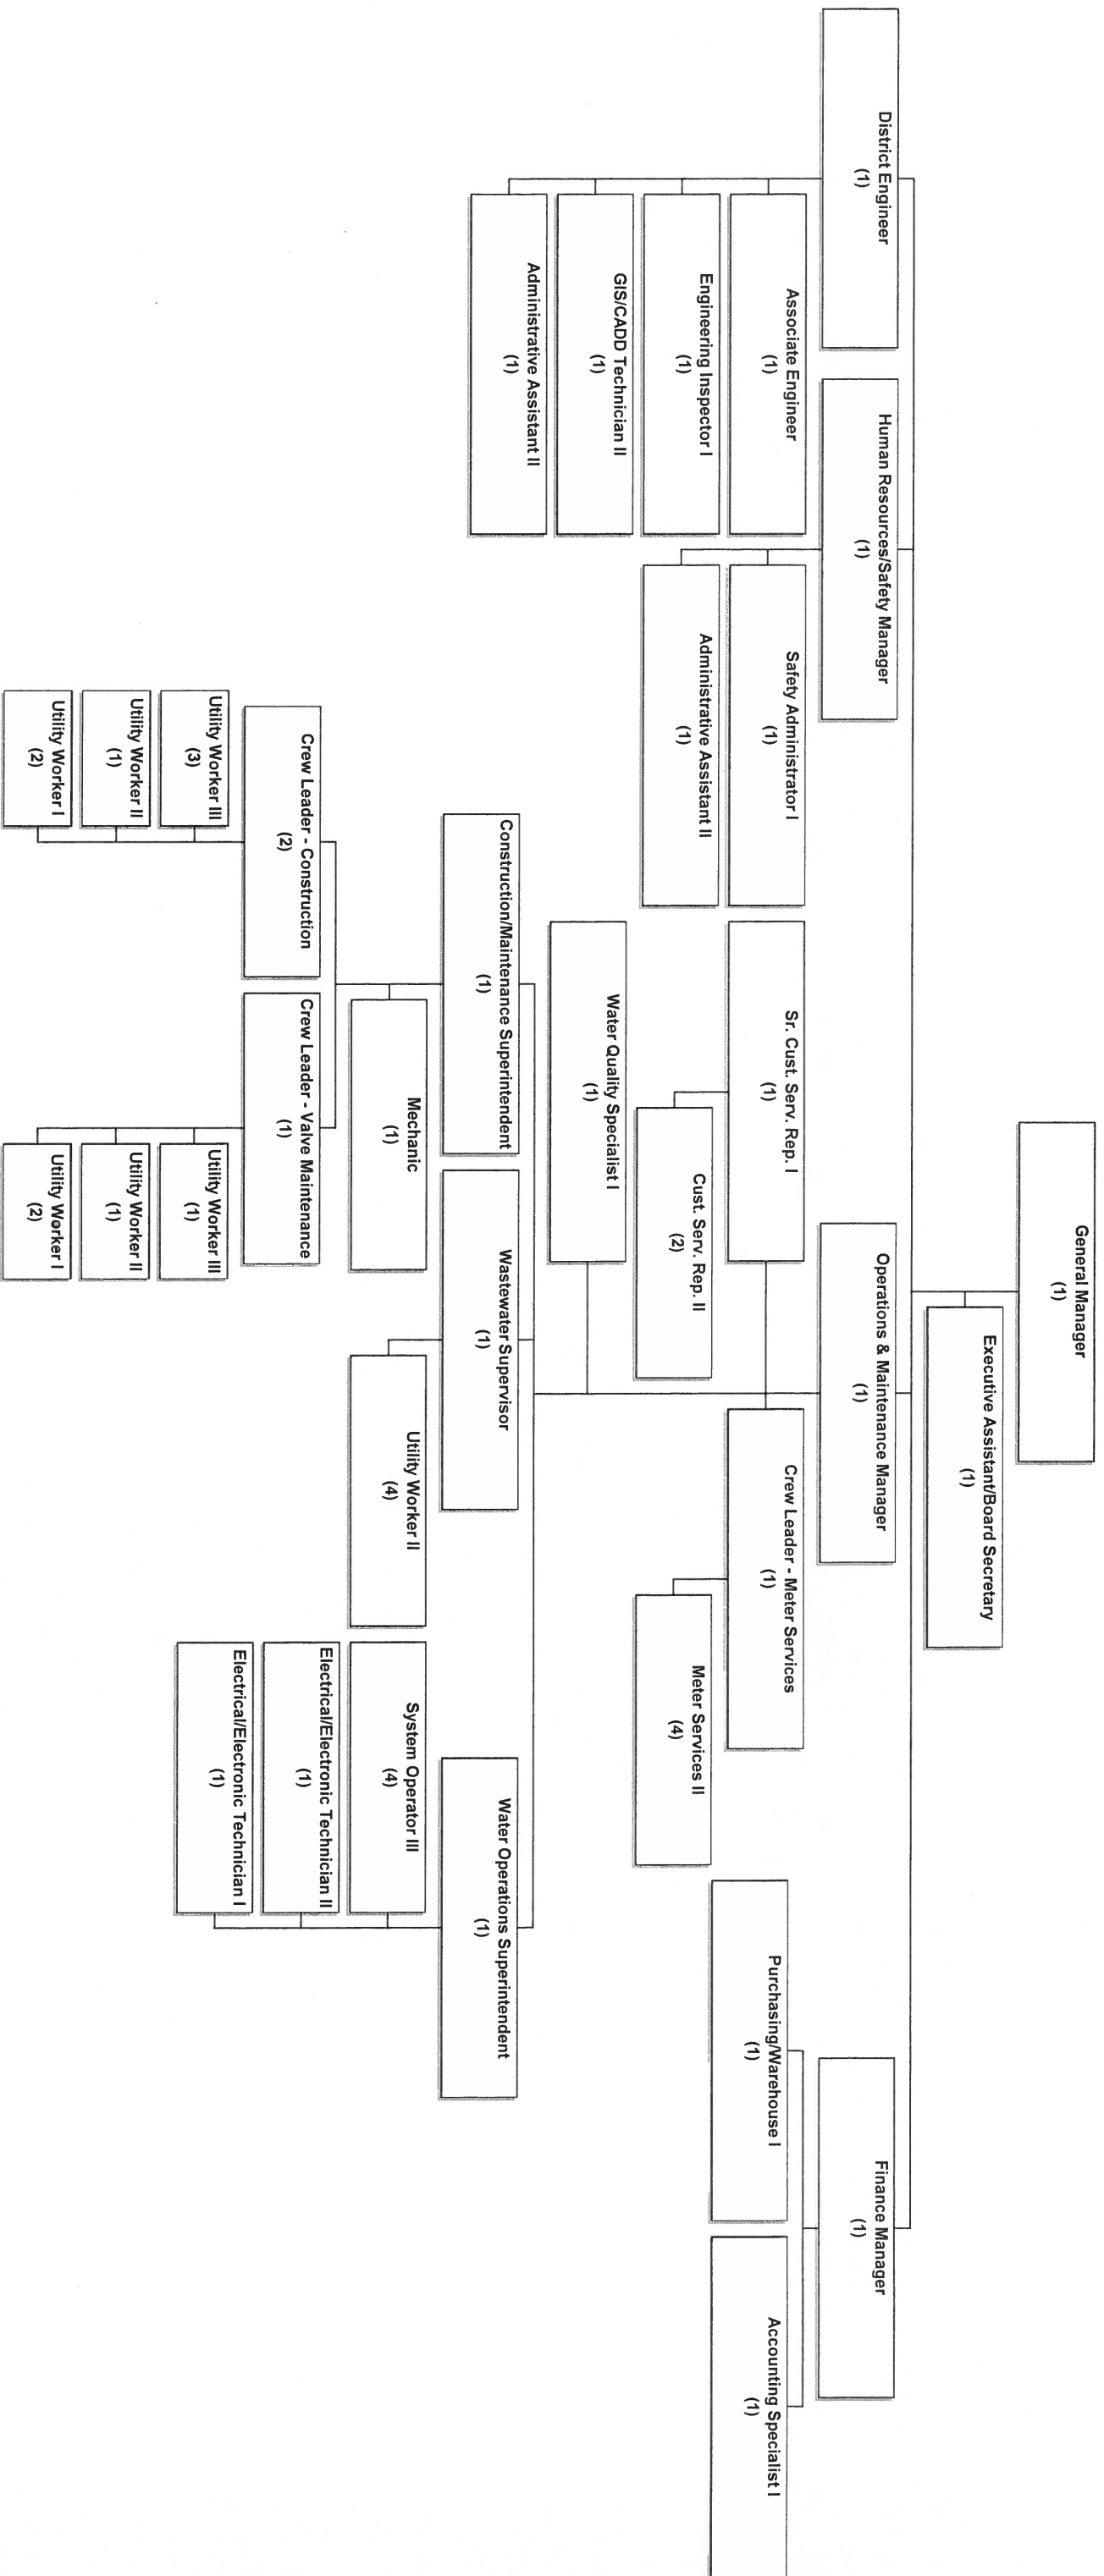 General Manager
(1)
Executive Assistant/Board Secretary
(1)
District Engineer
(1)
Human Resources/Safety Manager
(1)
Operations & Maintenance Manager
(1)
Finance Manager
(1)
Associate Engineer
(1)
Engineering Inspector I
(1)
GIS/CADD Technician II
(1)
Administrative Assistant II
(1)
Safety Administrator I
(1)
Administrative Assistant II
(1)
Sr. Cust. Serv. Rep. I
(1)
Cust. Serv. Rep. II
(2)
Crew Leader - Meter Services
(1)
Meter Services II
(4)
Purchasing/Warehouse I
(1)
Accounting Specialist I
(1)
Water Quality Specialist I
(1)
Construction/Maintenance Superintendent
(1)
Mechanic
(1)
Wastewater Supervisor
(1)
Utility Worker II
(4)
Water Operations Superintendent
(1)
System Operator III
(4)
Electrical/Electronic Technician II
(1)
Electrical/Electronic Technician I
(1)
Crew Leader - Construction
(2)
Utility Worker III
(3)
Utility Worker II
(1)
Utility Worker I
(2)
Crew Leader - Valve Maintenance
(1)
Utility Worker III
(1)
Utility Worker II
(1)
Utility Worker I
(2)